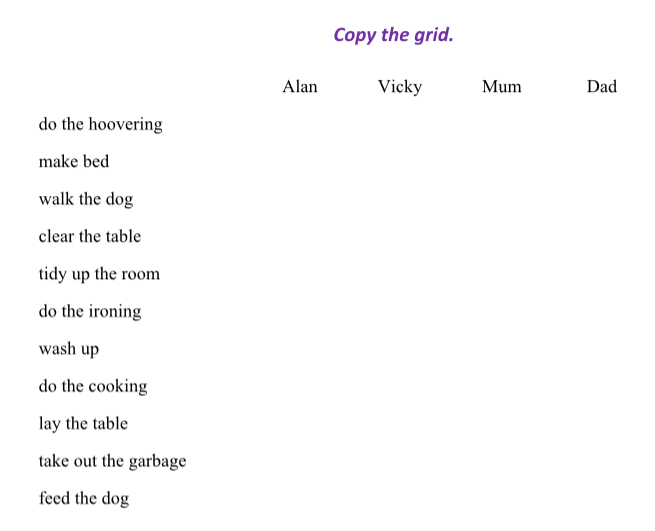 Copy the grid.
Alan Vicky Mum Dad
do the hoovering
make bed
walk the dog
clear the table
tidy up the room
do the ironing
wash up
do the cooking
lay the table
take out the garbage
feed the dog